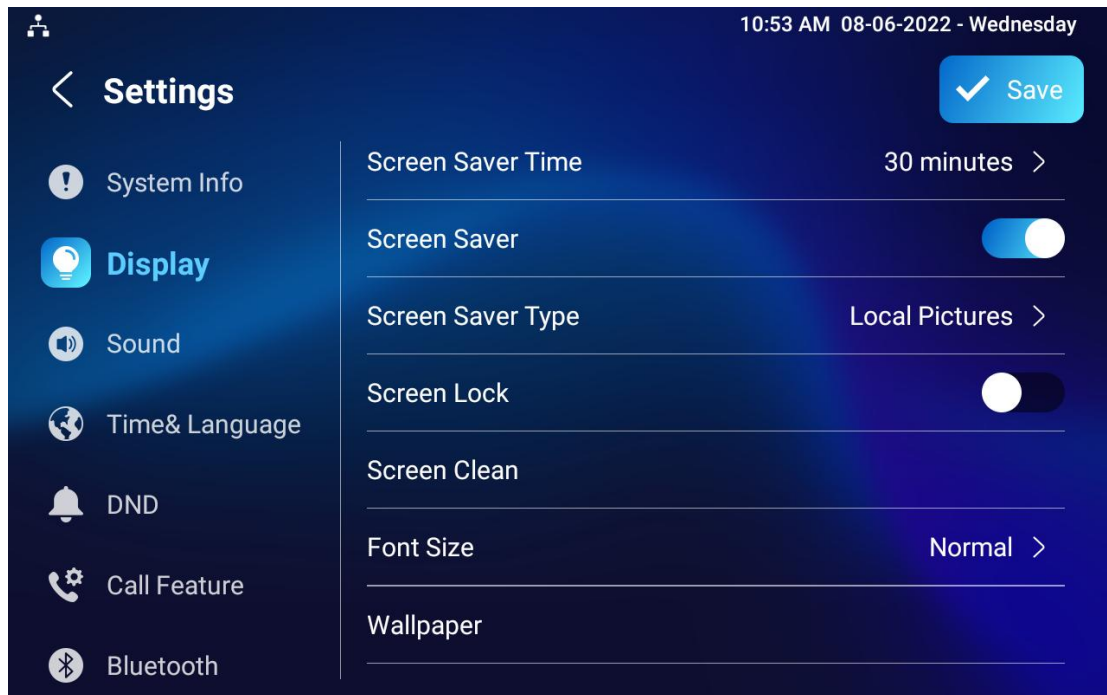 10:53 AM 08-06-2022 - Wednesday
Settings
Save
System Info
Display
Sound
Time& Language
DND
Call Feature
Bluetooth
Screen Saver Time 30 minutes
Screen Saver
Screen Saver Type Local Pictures
Screen Lock
Screen Clean
Font Size Normal
Wallpaper